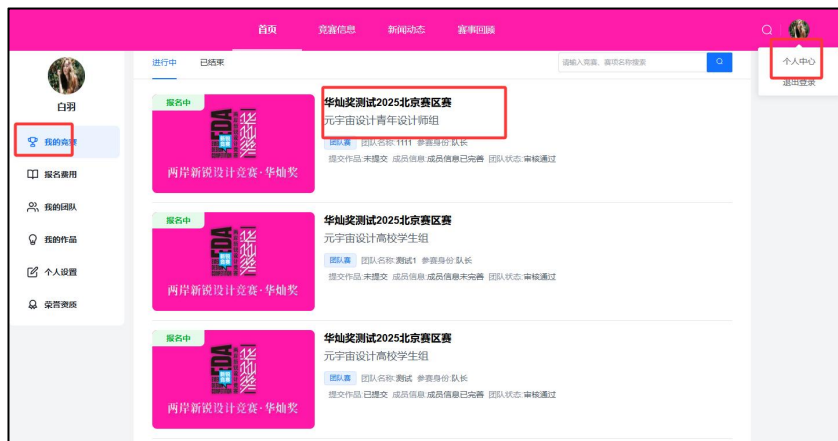 首页 竞赛信息 新闻动态 赛事回顾
个人中心
退出登录
白羽
我的竞赛
报名费用
我的团队
我的作品
个人设置
荣誉资质
进行中 已结束
请输入竞赛、赛项名称搜索
报名中
华灿奖
两岸新锐设计竞赛·华灿奖
华灿奖测试2025北京赛区赛
元宇宙设计青年设计师组
团队赛 团队名称:1111 参赛身份:队长
提交作品:未提交 成员信息:成员信息已完善 团队状态:审核通过
报名中
华灿奖
两岸新锐设计竞赛·华灿奖
华灿奖测试2025北京赛区赛
元宇宙设计高校学生组
团队赛 团队名称:测试1 参赛身份:队长
提交作品:未提交 成员信息:成员信息未完善 团队状态:审核通过
报名中
华灿奖
两岸新锐设计竞赛·华灿奖
华灿奖测试2025北京赛区赛
元宇宙设计高校学生组
团队赛 团队名称:测试 参赛身份:队长
提交作品:已提交 成员信息:成员信息已完善 团队状态:审核通过